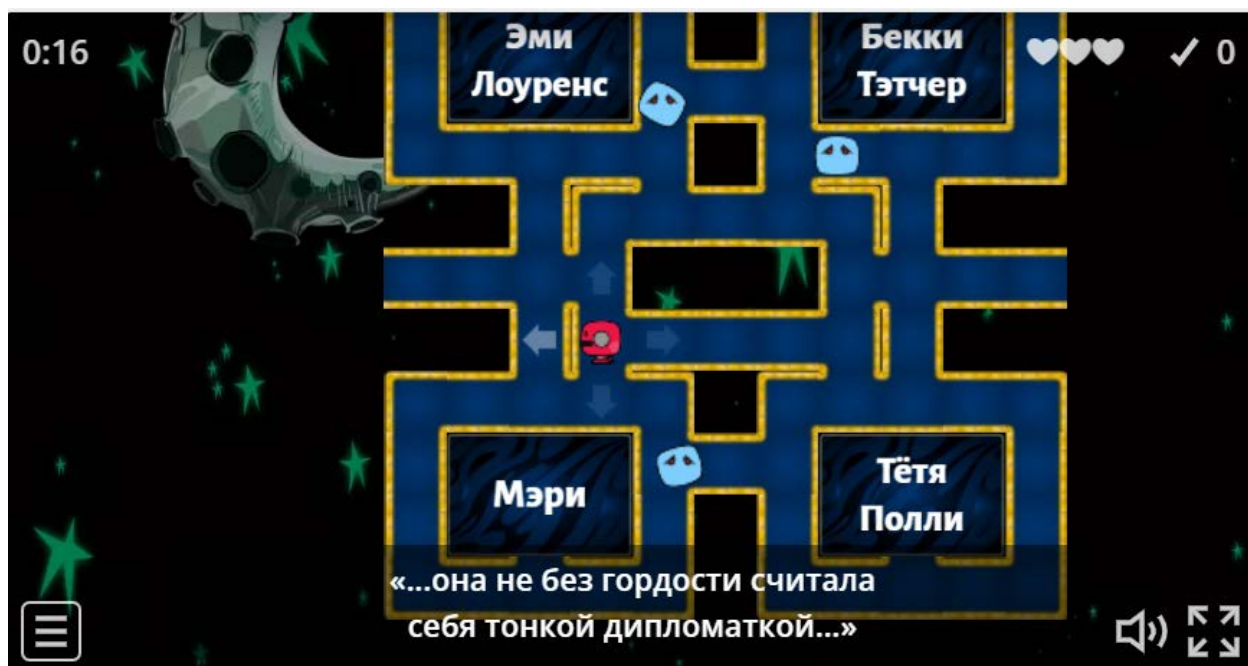 0:16
Эми
Лоуренс
Бекки
Тэтчер
✓ 0
Мэри
Тётя
Полли
«...она не без гордости считала
себя тонкой дипломаткой...»